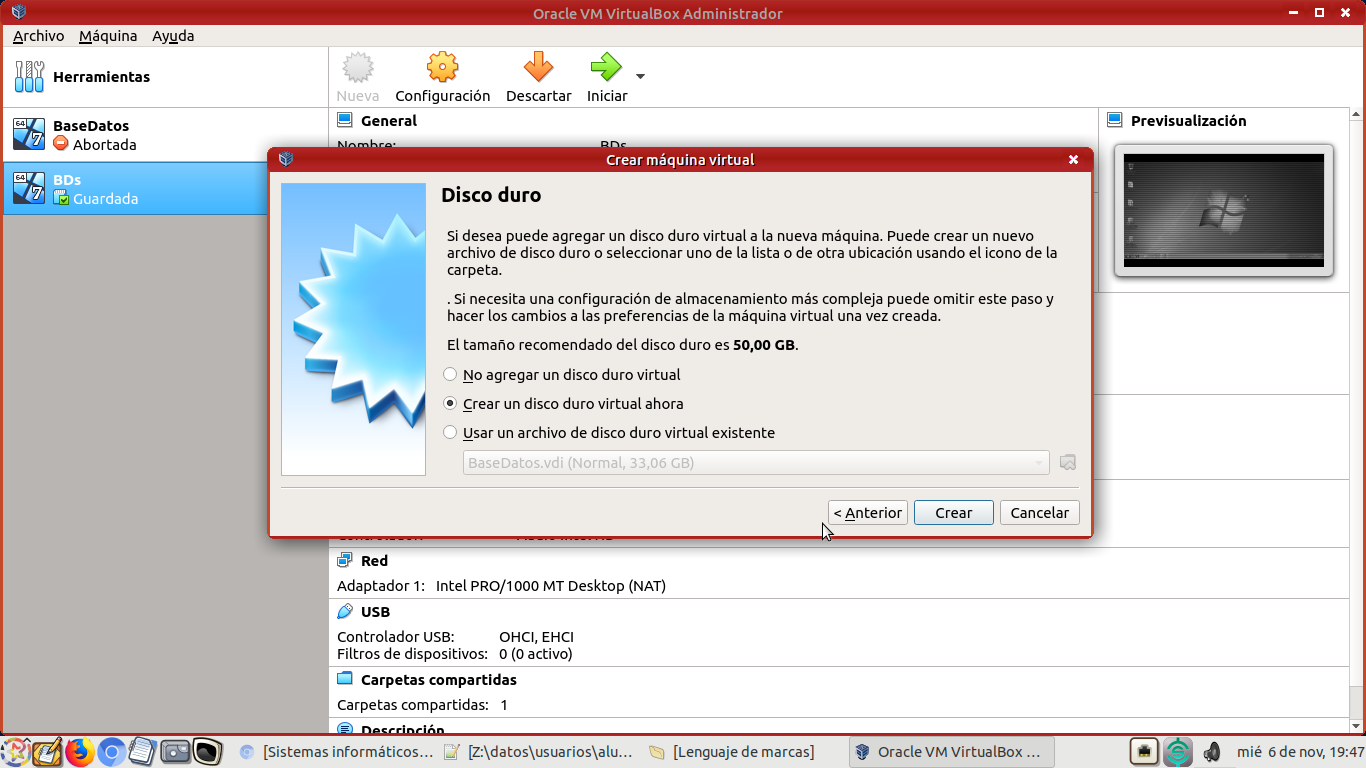 Oracle VM VirtualBox Administrador
Archivo Máquina Ayuda
Herramientas
Nueva Configuración Descartar Iniciar
64
7
BaseDatos
Abortada
64
7
BDs
Guardada
General
Nombre: BDs
Previsualización
Crear máquina virtual
Disco duro
Si desea puede agregar un disco duro virtual a la nueva máquina. Puede crear un nuevo
archivo de disco duro o seleccionar uno de la lista o de otra ubicación usando el icono de la
carpeta.
. Si necesita una configuración de almacenamiento más compleja puede omitir este paso y
hacer los cambios a las preferencias de la máquina virtual una vez creada.
El tamaño recomendado del disco duro es 50,00 GB.
No agregar un disco duro virtual
Crear un disco duro virtual ahora
Usar un archivo de disco duro virtual existente
BaseDatos.vdi (Normal, 33,06 GB)
< Anterior Crear Cancelar
Red
Adaptador 1: Intel PRO/1000 MT Desktop (NAT)
USB
Controlador USB: OHCI, EHCI
Filtros de dispositivos: 0 (0 activo)
Carpetas compartidas
Carpetas compartidas: 1
Descripción
[Sistemas informáticos... [Z:\datos\usuarios\alu... [Lenguaje de marcas] Oracle VM VirtualBox ... mié 6 de nov, 19:47